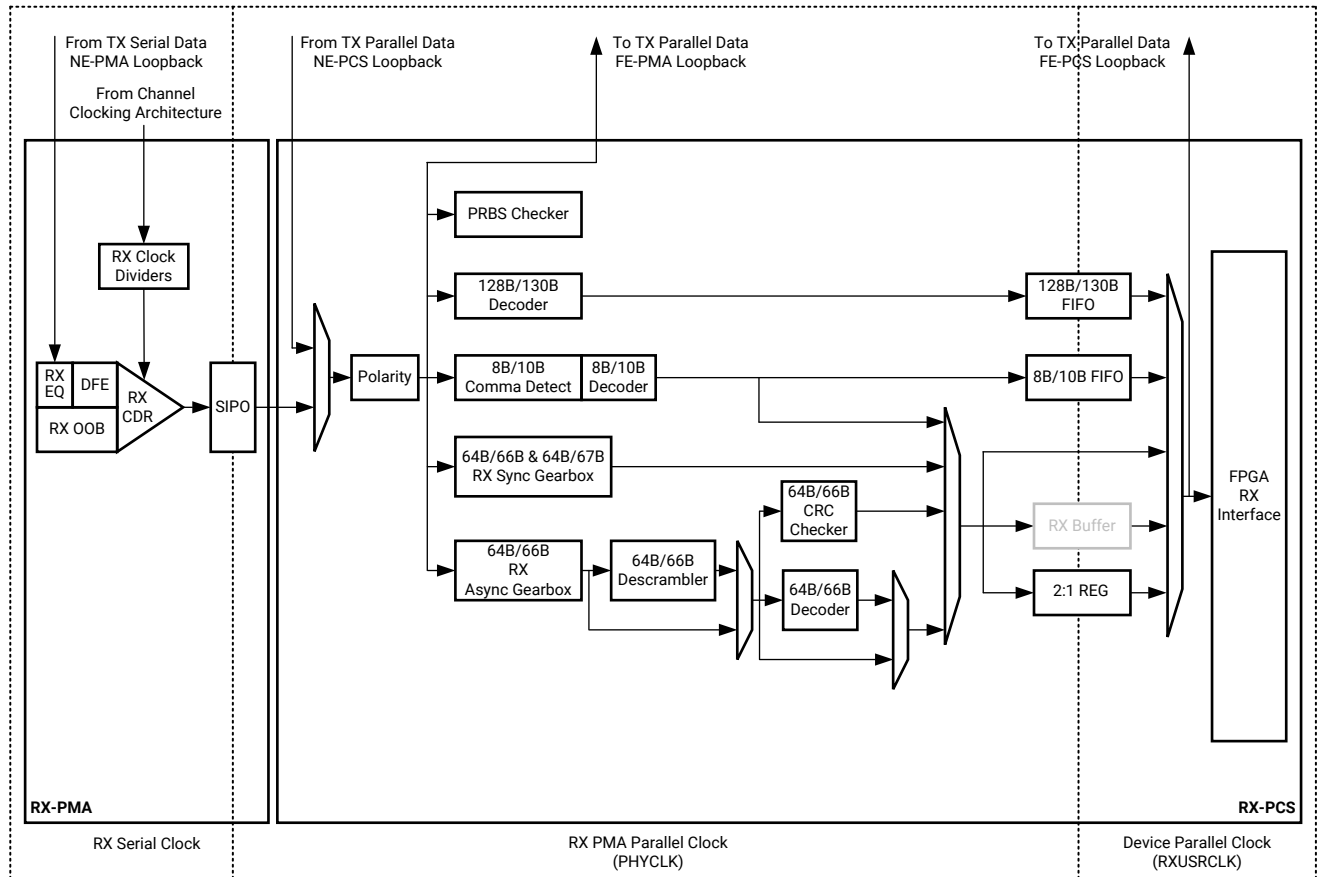 From TX Serial Data
NE-PMA Loopback
From TX Parallel Data
NE-PCS Loopback
To TX Parallel Data
FE-PMA Loopback
To TX Parallel Data
FE-PCS Loopback
From Channel
Clocking Architecture
PRBS Checker
RX Clock
Dividers
128B/130B
Decoder
128B/130B
FIFO
RX
EQ
DFE
RX
CDR
RX OOB
SIPO
Polarity
8B/10B
Comma Detect
8B/10B
Decoder
8B/10B FIFO
64B/66B & 64B/67B
RX Sync Gearbox
64B/66B
CRC
Checker
RX Buffer
FPGA
RX
Interface
64B/66B
RX
Async Gearbox
64B/66B
Descrambler
64B/66B
Decoder
2:1 REG
RX-PMA
RX-PCS
RX Serial Clock
RX PMA Parallel Clock
(PHYCLK)
Device Parallel Clock
(RXUSRCLK)